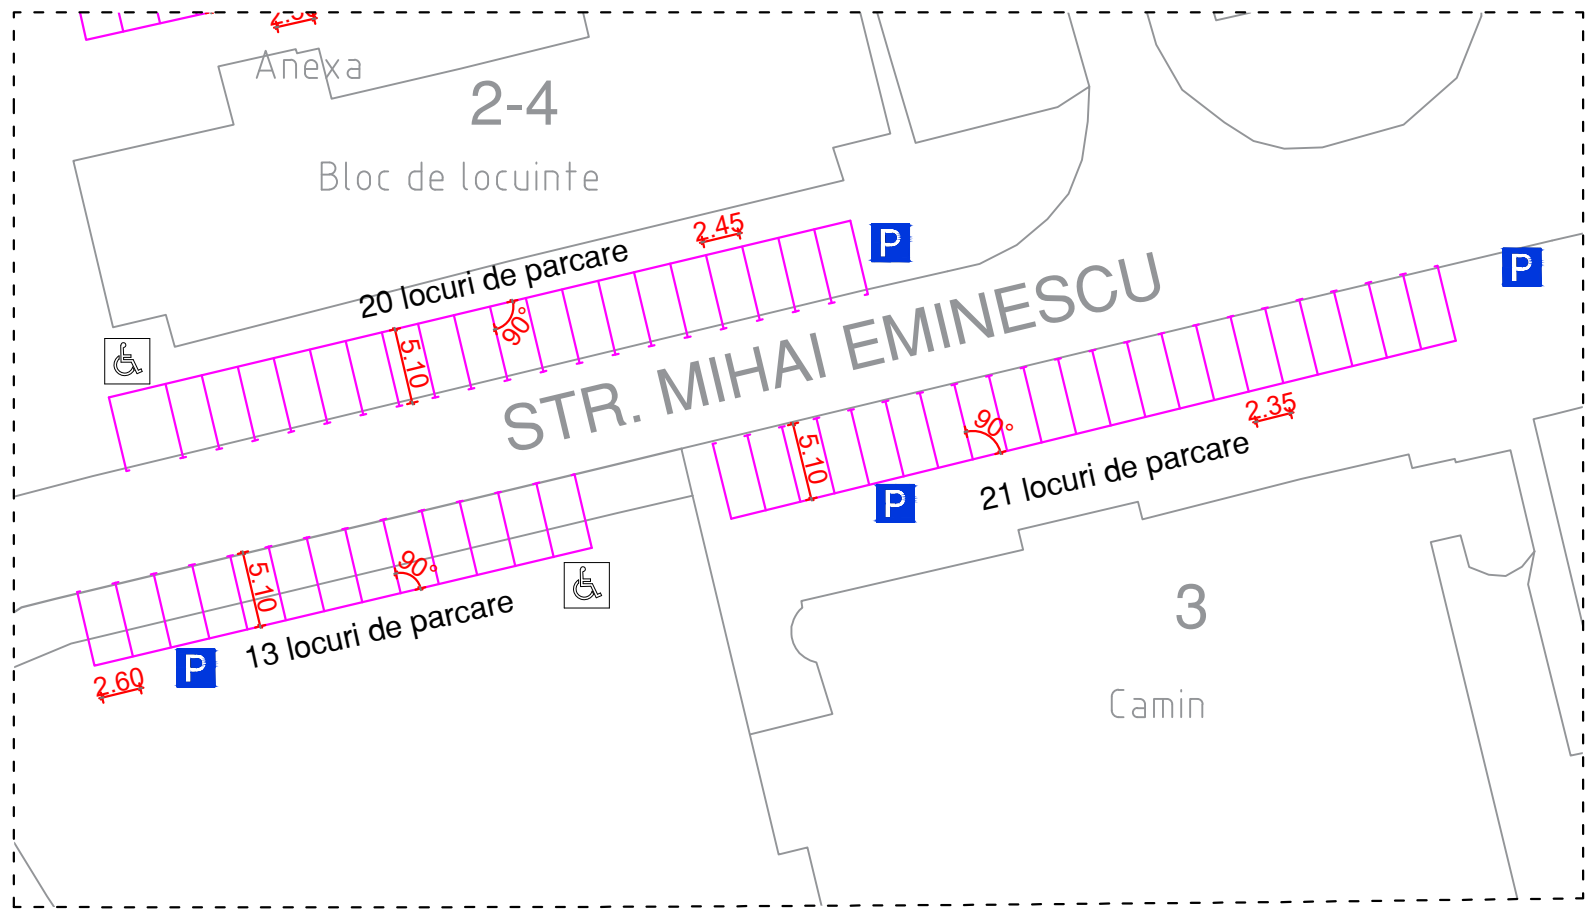 Anexa
2-4
Bloc de locuinte
2.45
P
20 locuri de parcare
90°
5.10
STR. MIHAI EMINESCU
P
2.35
90°
5.10
21 locuri de parcare
P
90°
5.10
13 locuri de parcare
P
2.60
3
Camin